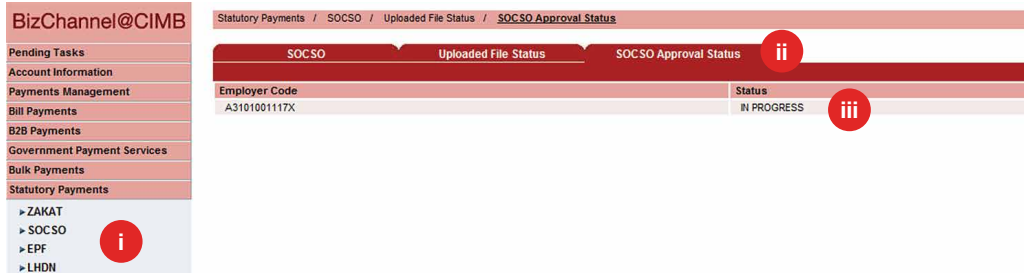 BizChannel@CIMB
Pending Tasks
Account Information
Payments Management
Bill Payments
B2B Payments
Government Payment Services
Bulk Payments
Statutory Payments
ZAKAT
SOCSO
EPF
LHDN
i
Statutory Payments / SOCSO / Uploaded File Status / SOCSO Approval Status
SOCSO Uploaded File Status SOCSO Approval Status ii
Employer Code Status
A3101001117X IN PROGRESS iii